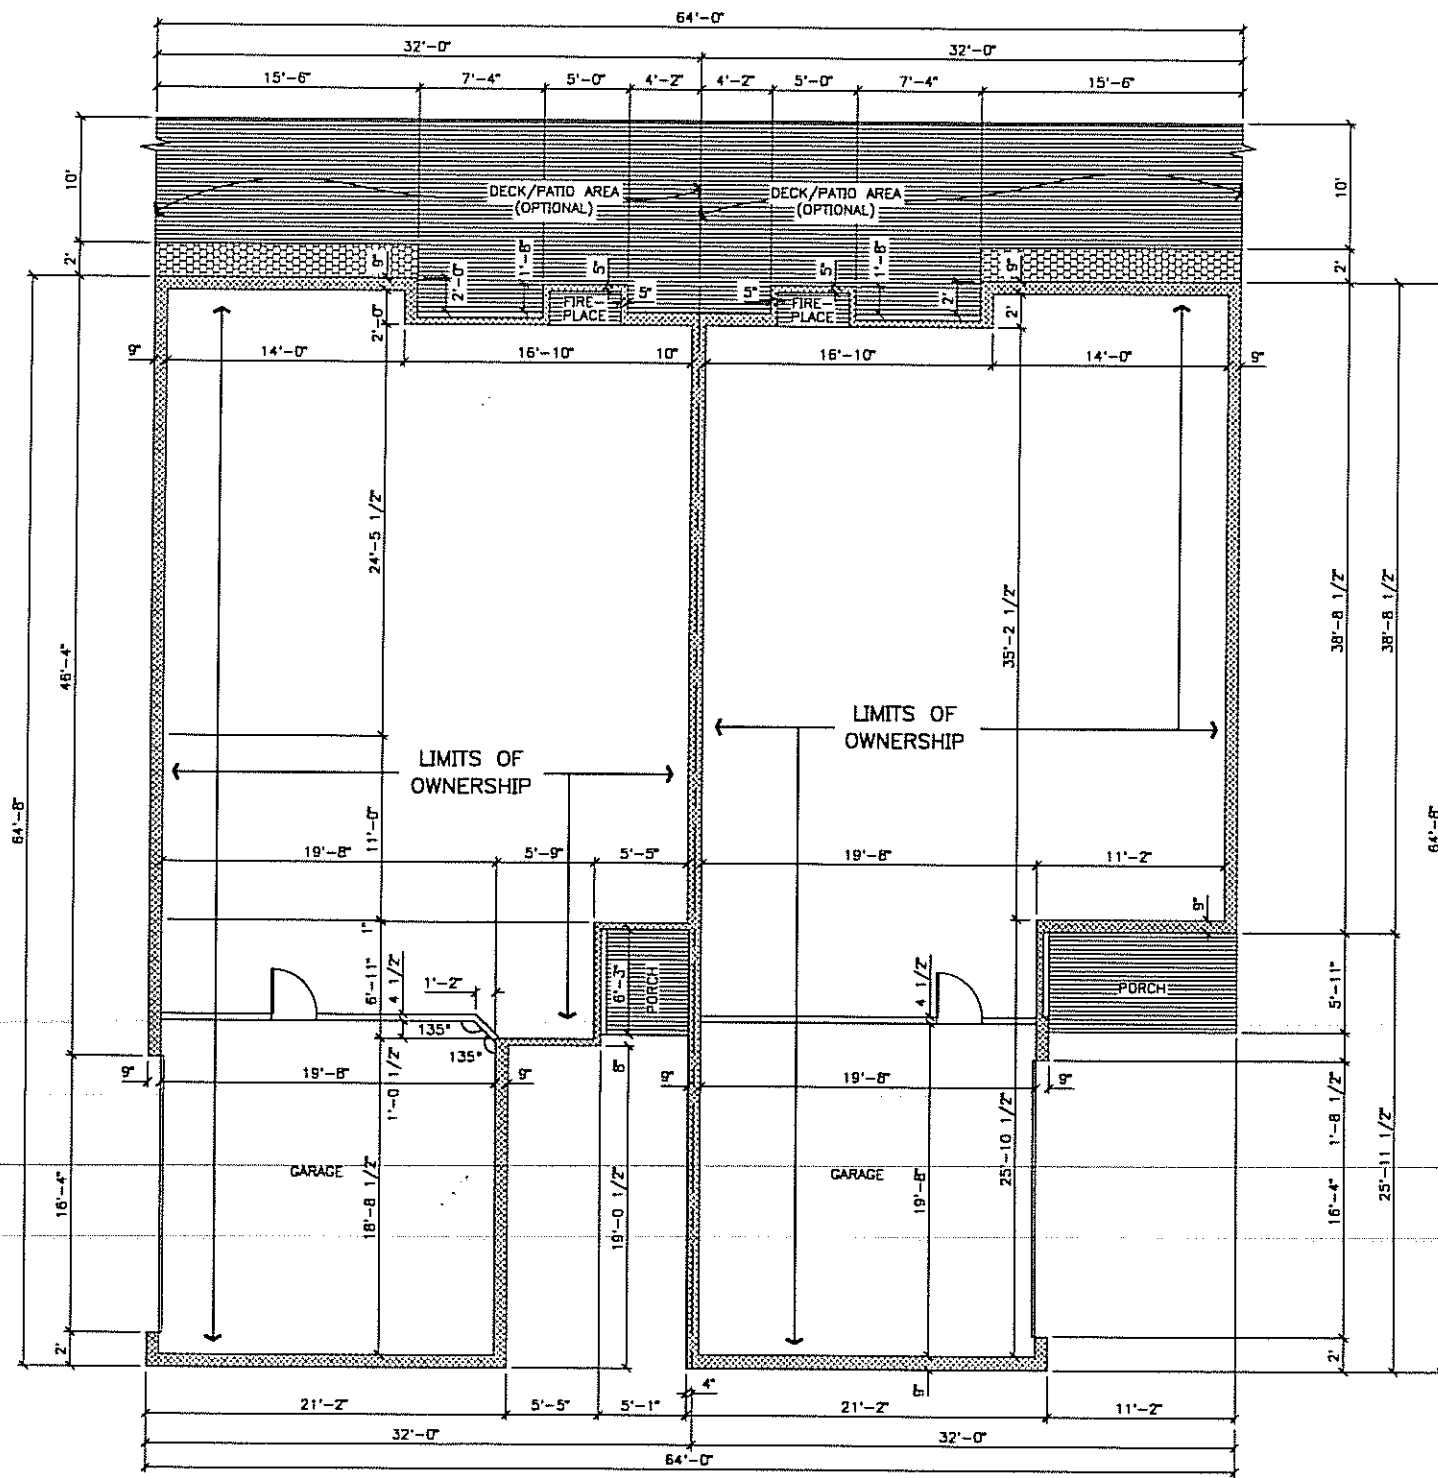 64'-0"
32'-0" 32'-0"
15'-6" 7'-4" 5'-0" 4'-2" 4'-2" 5'-0" 7'-4" 15'-6"
10' 10'
DECK/PATIO AREA
(OPTIONAL)
DECK/PATIO AREA
(OPTIONAL)
2' 9" 2'-0" 1'-8" 5" 5" 1'-8" 2' 9" 2'
5" 5"
FIRE-
PLACE
FIRE-
PLACE
2'-0" 2'
9" 14'-0" 16'-10" 10" 16'-10" 14'-0" 9"
24'-5 1/2"
35'-2 1/2"
38'-8 1/2" 38'-8 1/2"
46'-4"
LIMITS OF
OWNERSHIP
LIMITS OF
OWNERSHIP
64'-8" 64'-8"
11'-0"
19'-8" 5'-9" 5'-5" 19'-8" 11'-2"
9"
1"
6'-11" 4 1/2" 1'-2" 6'-3" PORCH 4 1/2" PORCH 5'-11"
135°
135°
1'-0 1/2" 8"
9" 19'-8" 9" 9" 19'-8" 9"
1'-8 1/2"
GARAGE GARAGE
16'-4" 18'-8 1/2" 19'-0 1/2" 19'-8" 25'-10 1/2" 16'-4" 25'-11 1/2"
2' 2'
4"
21'-2" 5'-5" 5'-1" 21'-2" 11'-2"
32'-0" 32'-0"
64'-0"